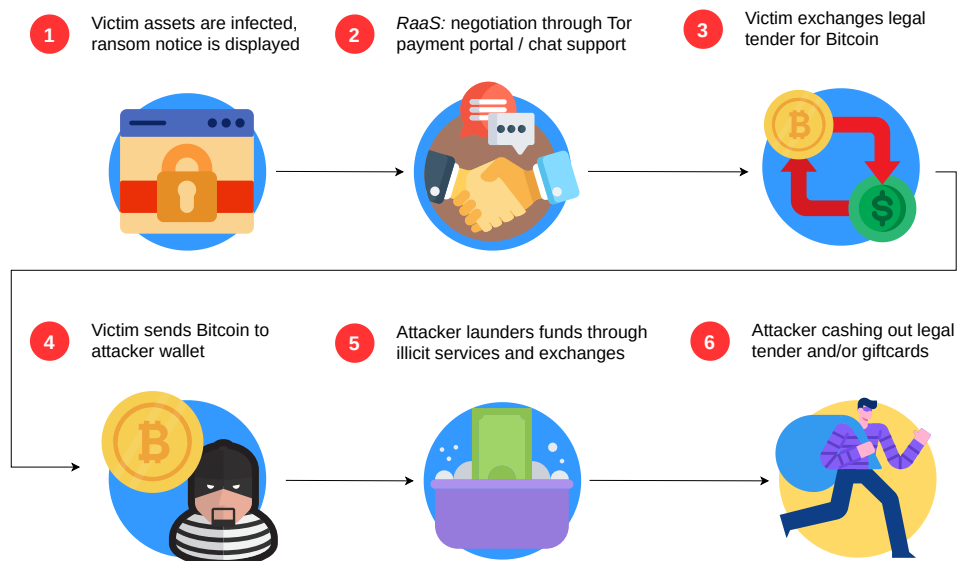 1
Victim assets are infected,
ransom notice is displayed
2
RaaS: negotiation through Tor
payment portal / chat support
3
Victim exchanges legal
tender for Bitcoin
4
Victim sends Bitcoin to
attacker wallet
5
Attacker launders funds through
illicit services and exchanges
6
Attacker cashing out legal
tender and/or giftcards